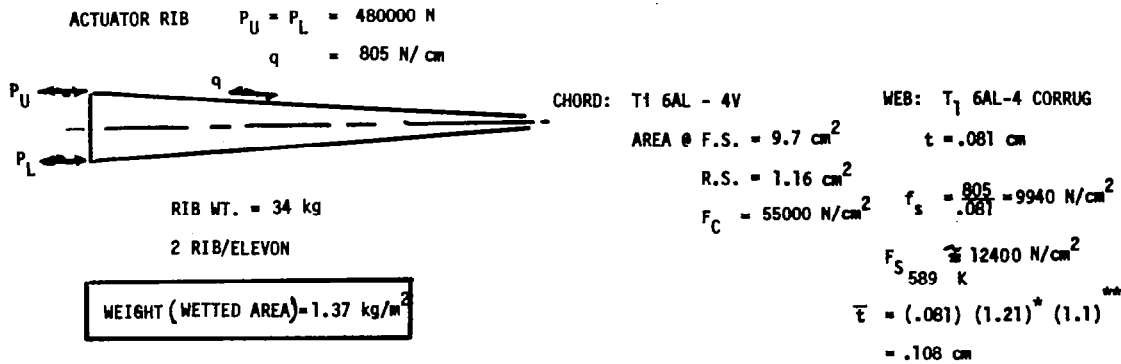 ACTUATOR RIB P_U = P_L = 480000 N
q = 805 N/cm
q
P_U
P_L
RIB WT. = 34 kg
2 RIB/ELEVON
WEIGHT (WETTED AREA) = 1.37 kg/m²
CHORD: Ti 6AL - 4V
AREA @ F.S. = 9.7 cm²
R.S. = 1.16 cm²
F_C = 55000 N/cm²
WEB: Ti 6AL-4 CORRUG
t = .081 cm
f_s = 805/.081 = 9940 N/cm²
F_S 589 K ≈ 12400 N/cm²
t̄ = (.081) (1.21)* (1.1)**
= .108 cm